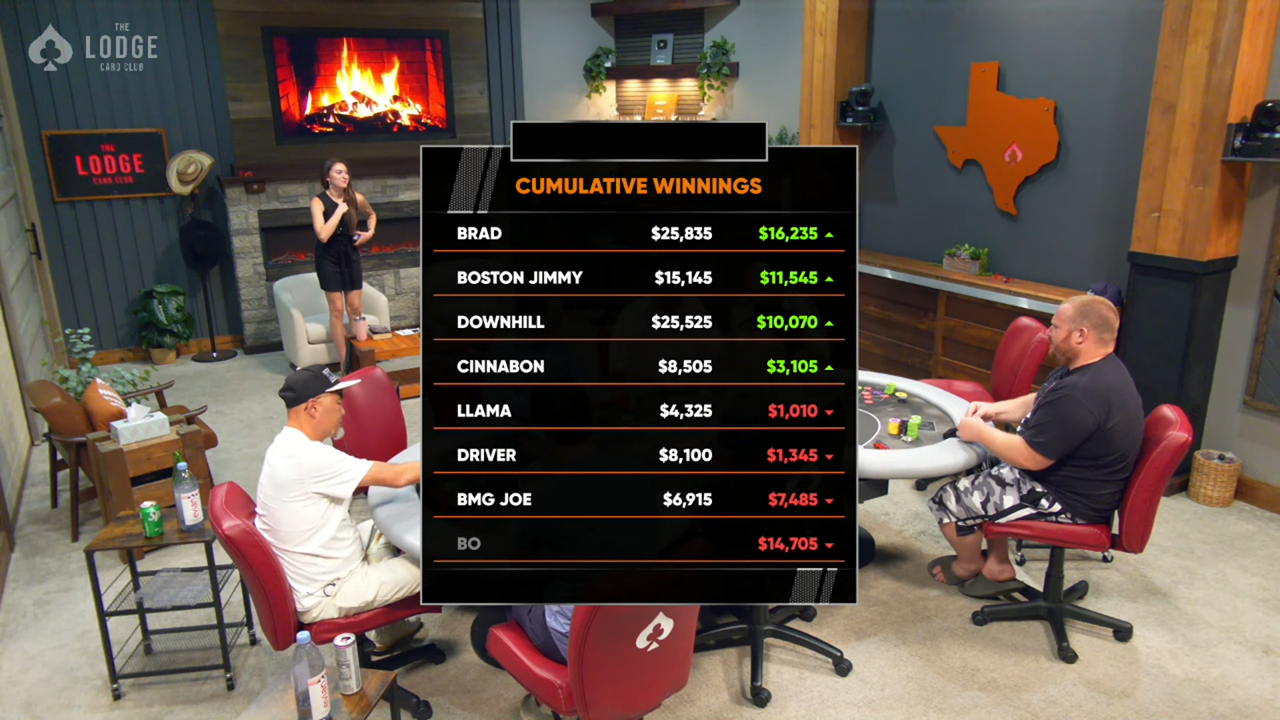 THE
LODGE
CARD CLUB
THE
LODGE
CARD CLUB
CUMULATIVE WINNINGS
BRAD $25,835 $16,235
BOSTON JIMMY $15,145 $11,545
DOWNHILL $25,525 $10,070
CINNABON $8,505 $3,105
LLAMA $4,325 $1,010
DRIVER $8,100 $1,345
BMG JOE $6,915 $7,485
BO $14,705
evian
evian